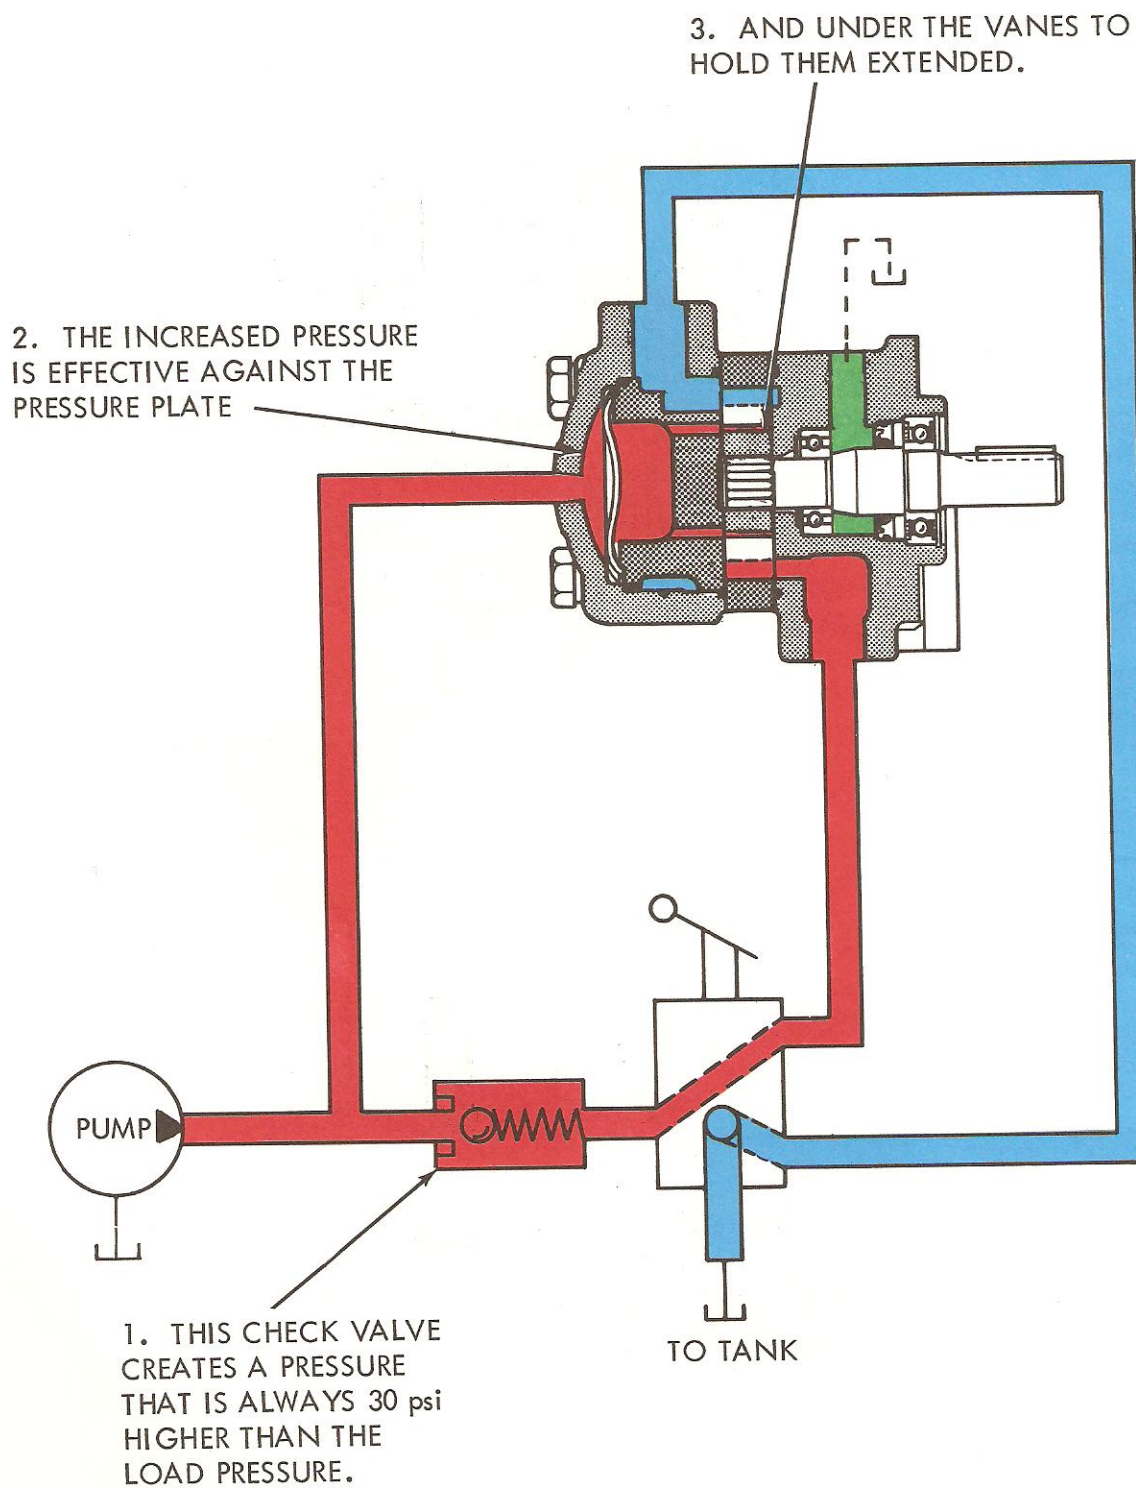 3. AND UNDER THE VANES TO
HOLD THEM EXTENDED.
2. THE INCREASED PRESSURE
IS EFFECTIVE AGAINST THE
PRESSURE PLATE
PUMP
1. THIS CHECK VALVE
CREATES A PRESSURE
THAT IS ALWAYS 30 psi
HIGHER THAN THE
LOAD PRESSURE.
TO TANK